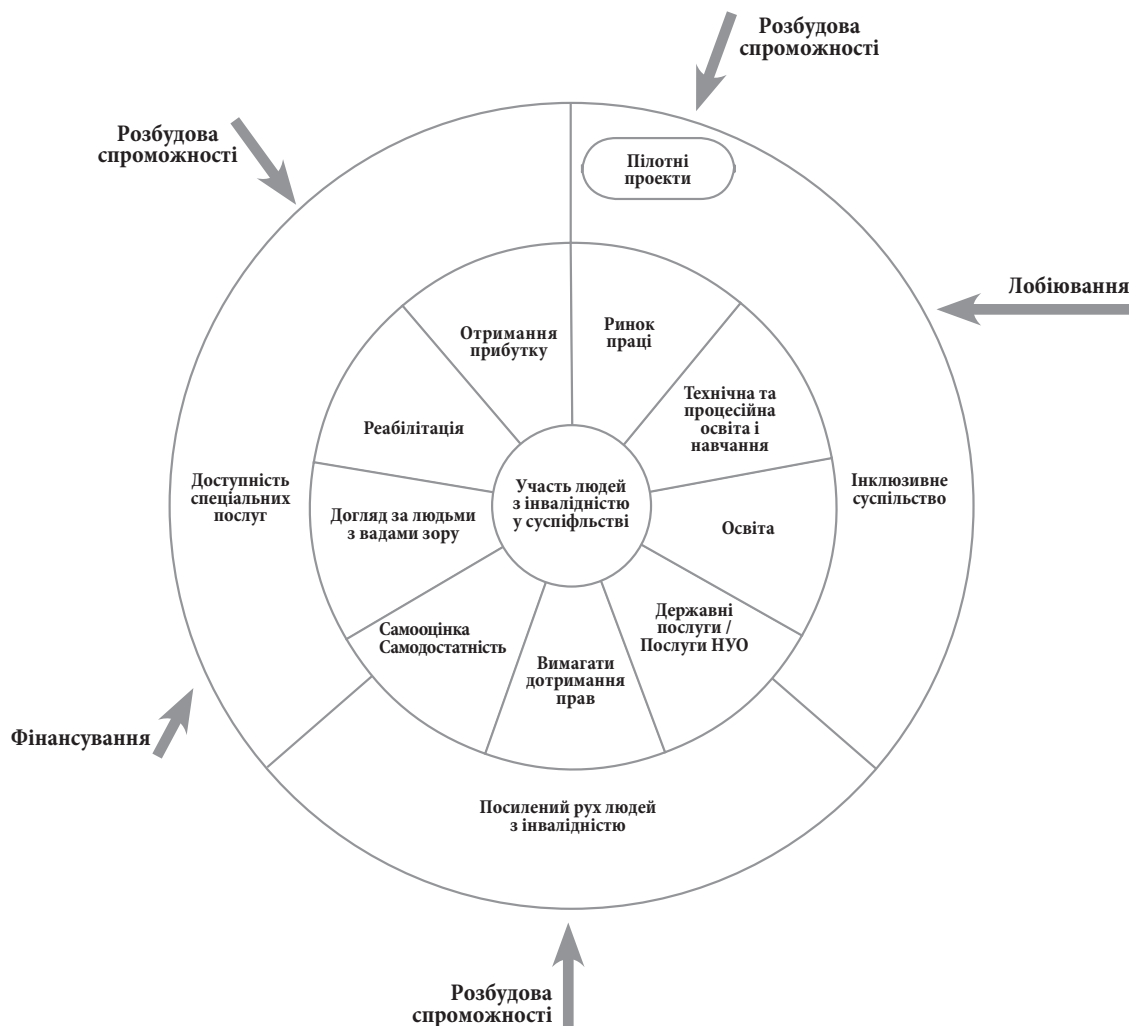 Розбудова
спроможності
Розбудова
спроможності
Пілотні
проекти
Лобіювання
Отримання
прибутку
Ринок
праці
Технічна та
процесійна
освіта і
навчання
Реабілітація
Доступність
спеціальних
послуг
Участь людей
з інвалідністю
у суспіфльстві
Інклюзивне
суспільство
Догляд за людьми
з вадами зору
Освіта
Державні
послуги /
Послуги НУО
Самооцінка
Самодостатність
Вимагати
дотримання
прав
Фінансування
Посилений рух людей
з інвалідністю
Розбудова
спроможності